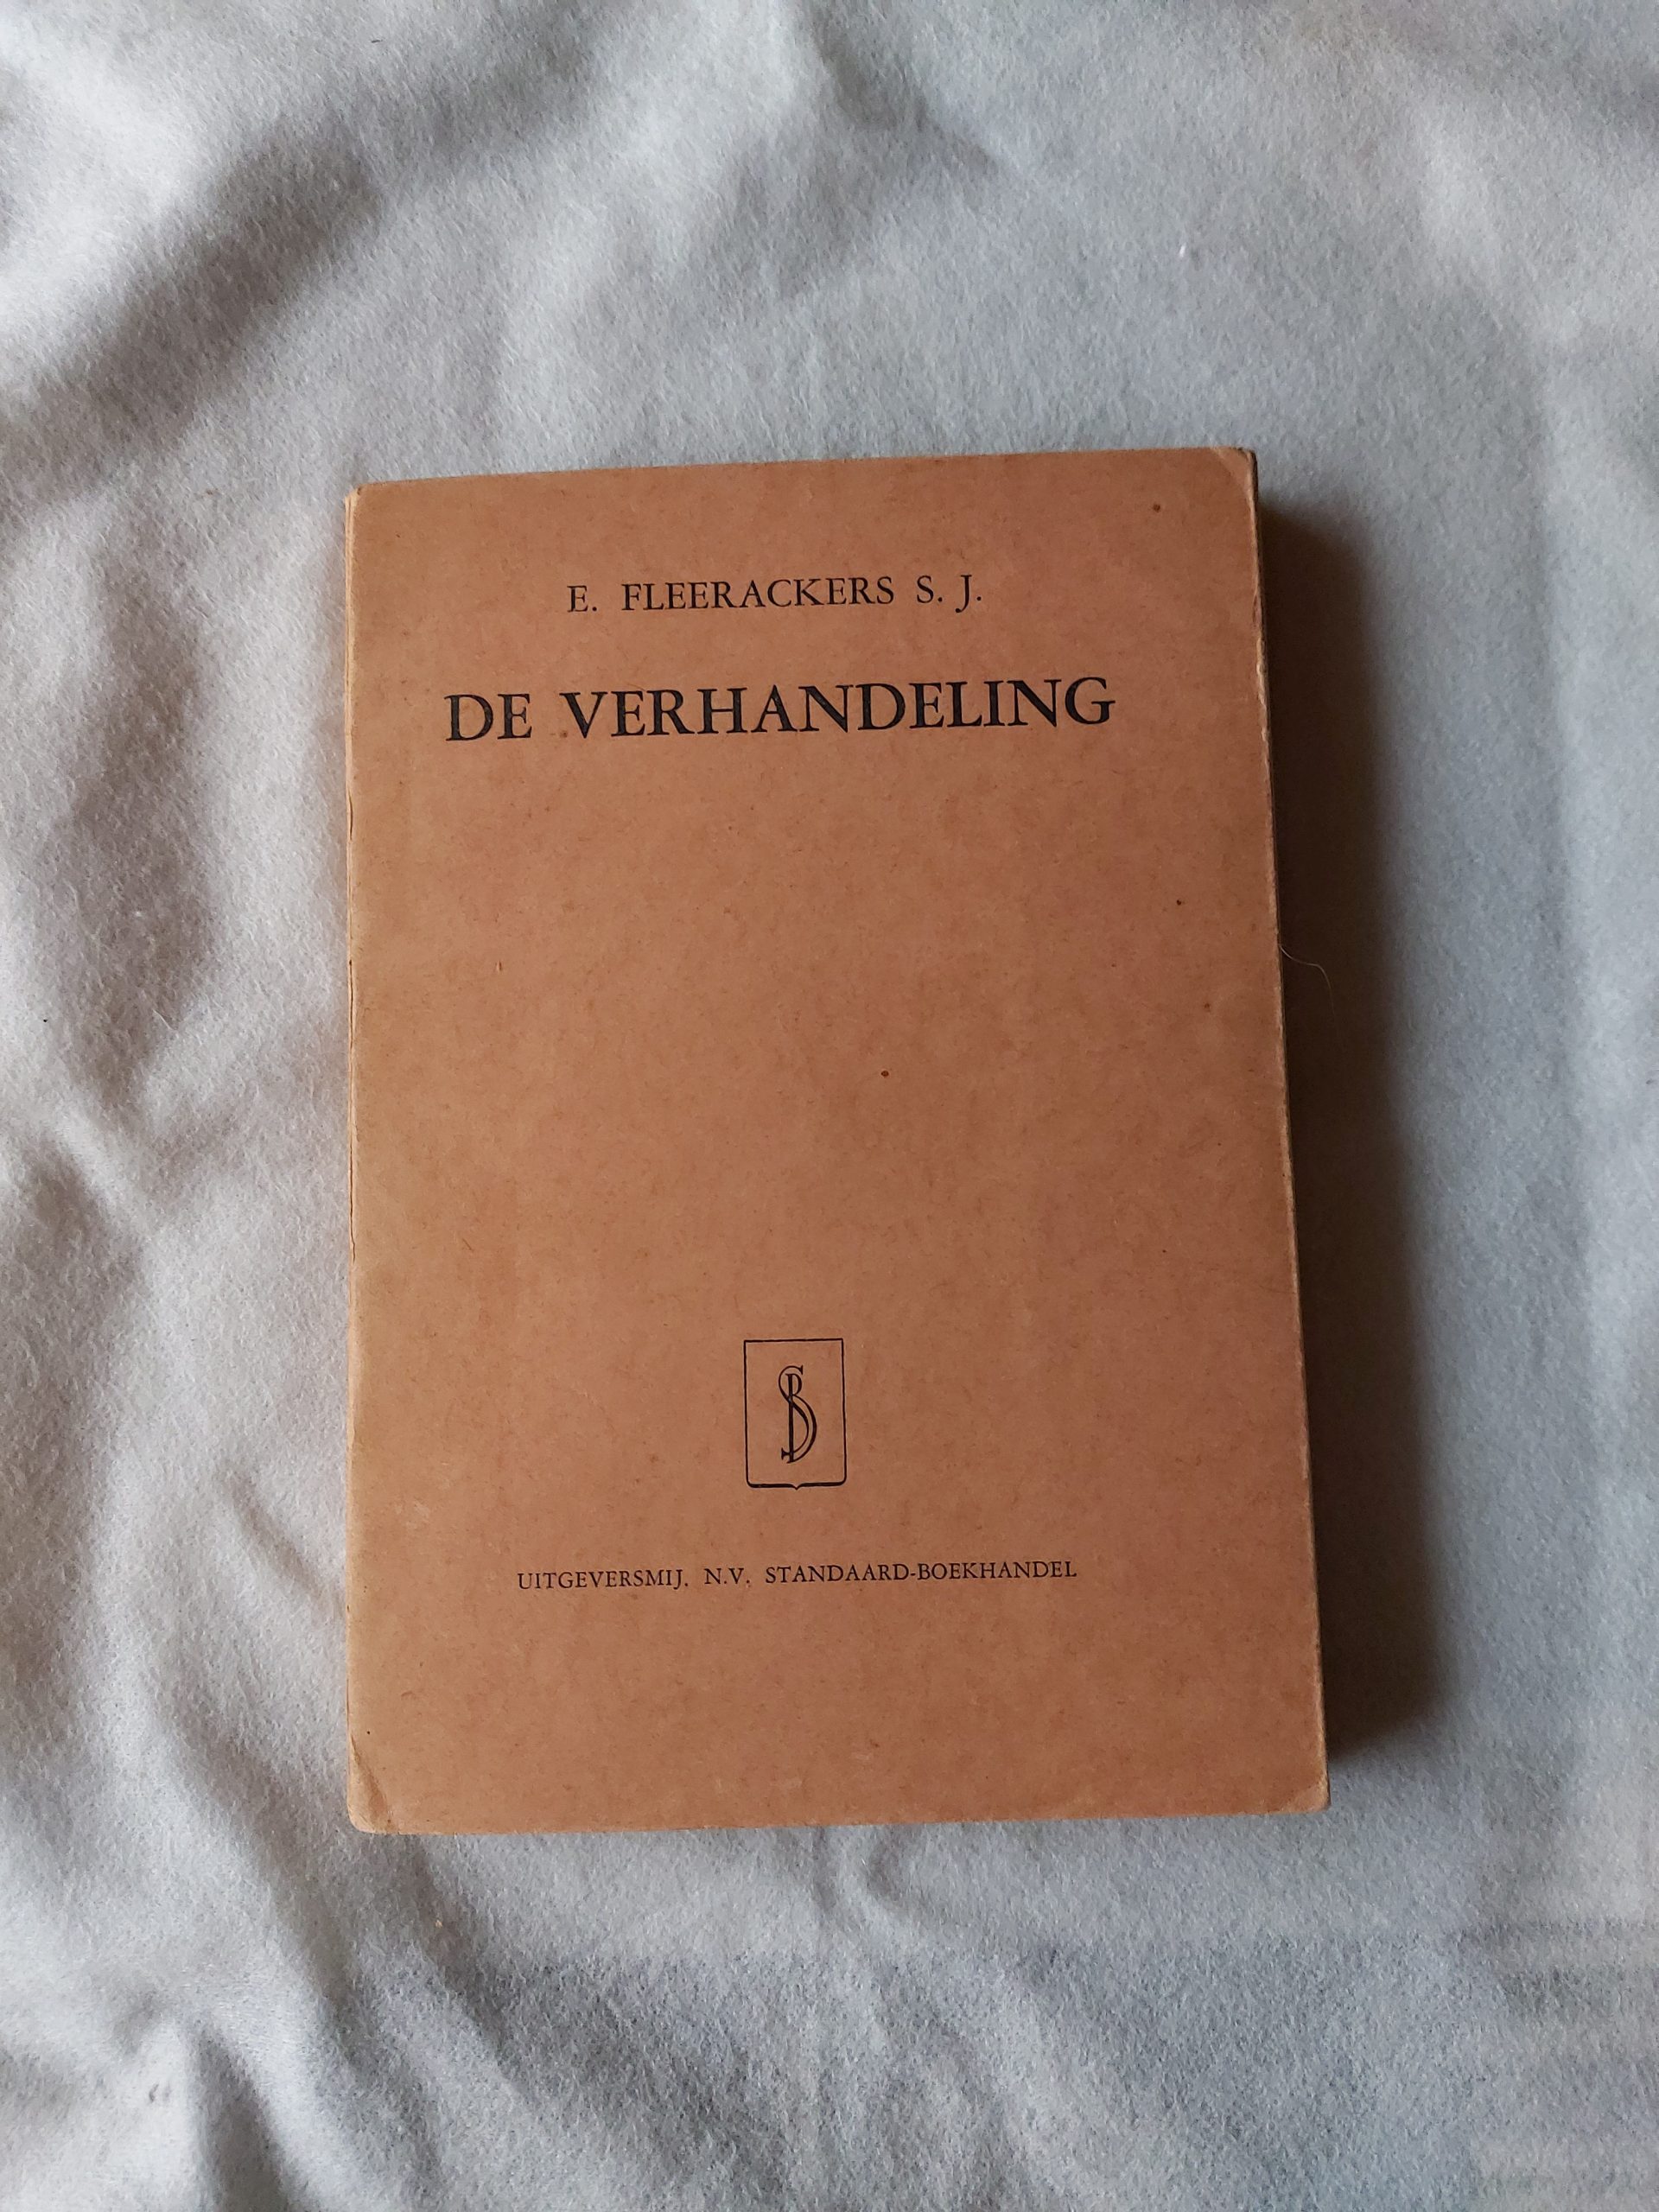 E. FLEERACKERS S. J.
DE VERHANDELING
SB
UITGEVERSMIJ. N.V. STANDAARD-BOEKHANDEL